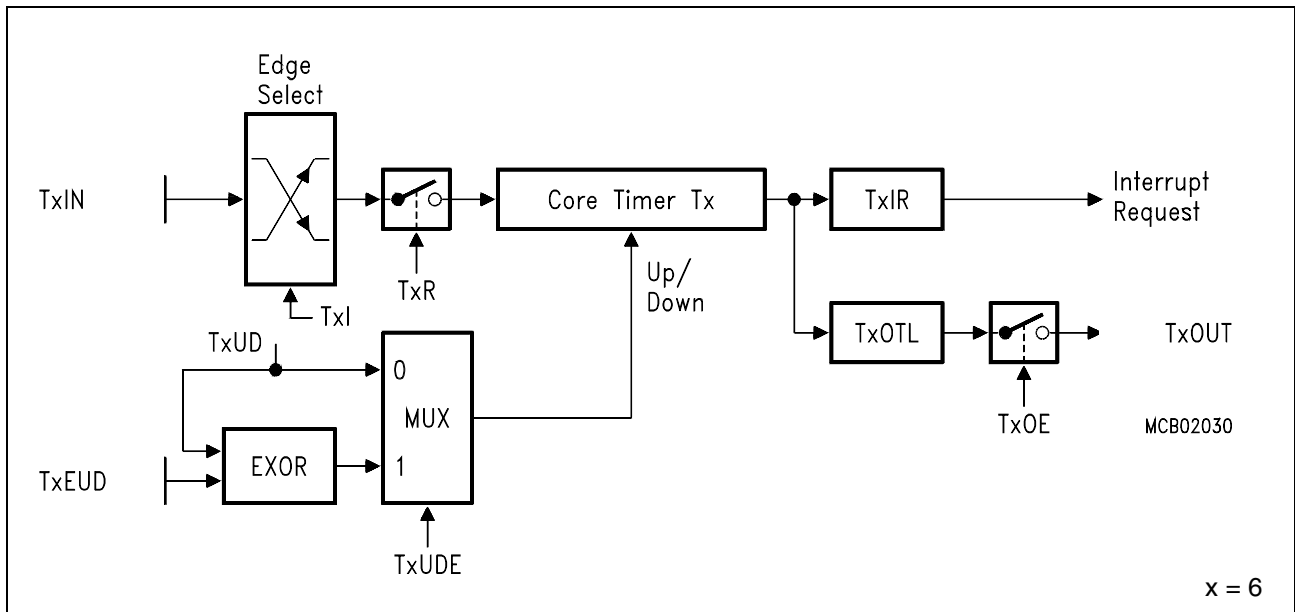 Edge
Select
TxIN
Core Timer Tx
TxIR
Interrupt
Request
TxR
Up/
Down
TxI
TxUD
0
MUX
1
TxOTL
TxOUT
TxOE
MCB02030
EXOR
TxEUD
TxUDE
x = 6